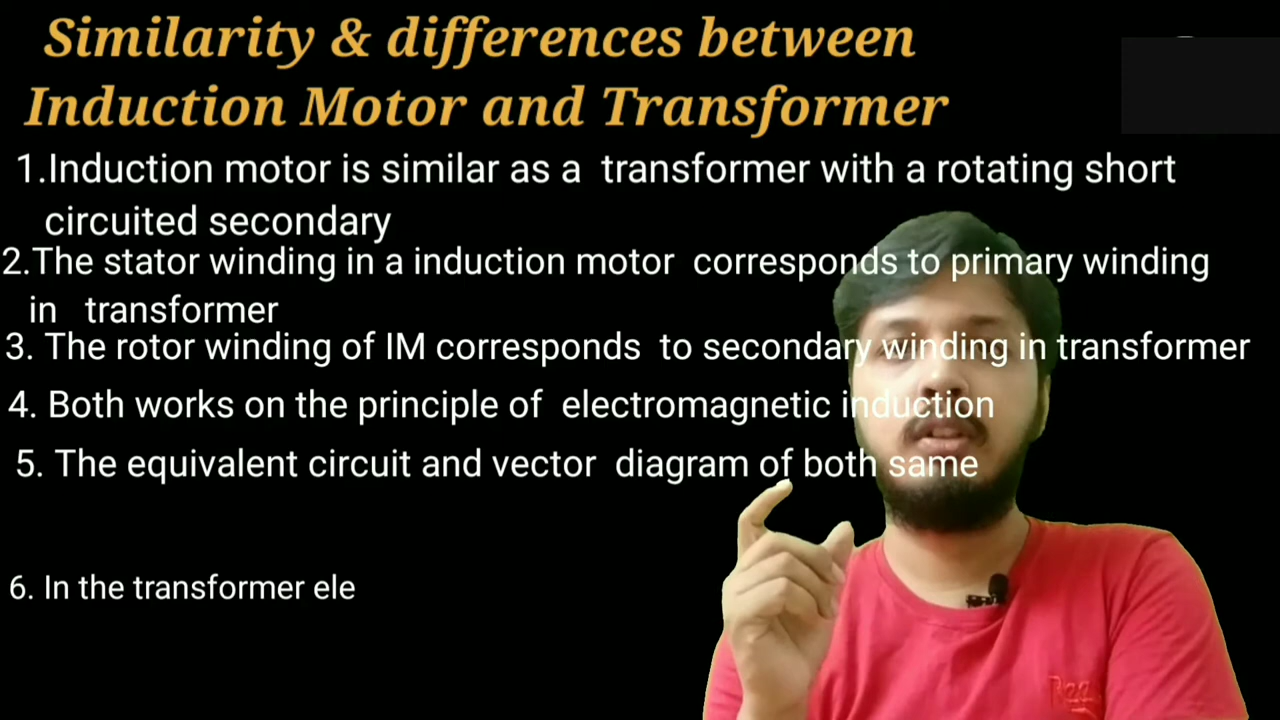 Similarity & differences between
Induction Motor and Transformer
1.Induction motor is similar as a transformer with a rotating short
circuited secondary
2.The stator winding in a induction motor corresponds to primary winding
in transformer
3. The rotor winding of IM corresponds to secondary winding in transformer
4. Both works on the principle of electromagnetic induction
5. The equivalent circuit and vector diagram of both same
6. In the transformer ele